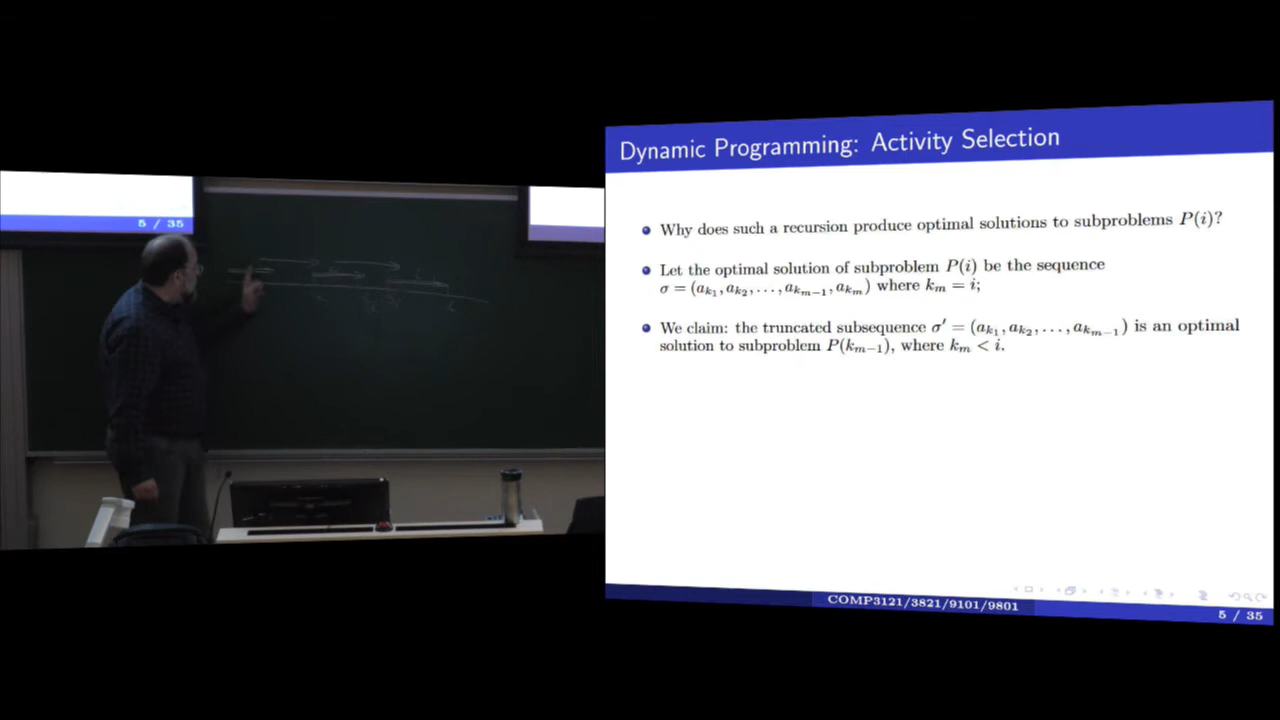 5 / 35
Dynamic Programming: Activity Selection
Why does such a recursion produce optimal solutions to subproblems P(i)?
Let the optimal solution of subproblem P(i) be the sequence
σ = (a_{k_1}, a_{k_2}, . . . , a_{k_{m−1}}, a_{k_m}) where k_m = i;
We claim: the truncated subsequence σ′ = (a_{k_1}, a_{k_2}, . . . , a_{k_{m−1}}) is an optimal
solution to subproblem P(k_{m−1}), where k_m < i.
COMP3121/3821/9101/9801
5 / 35